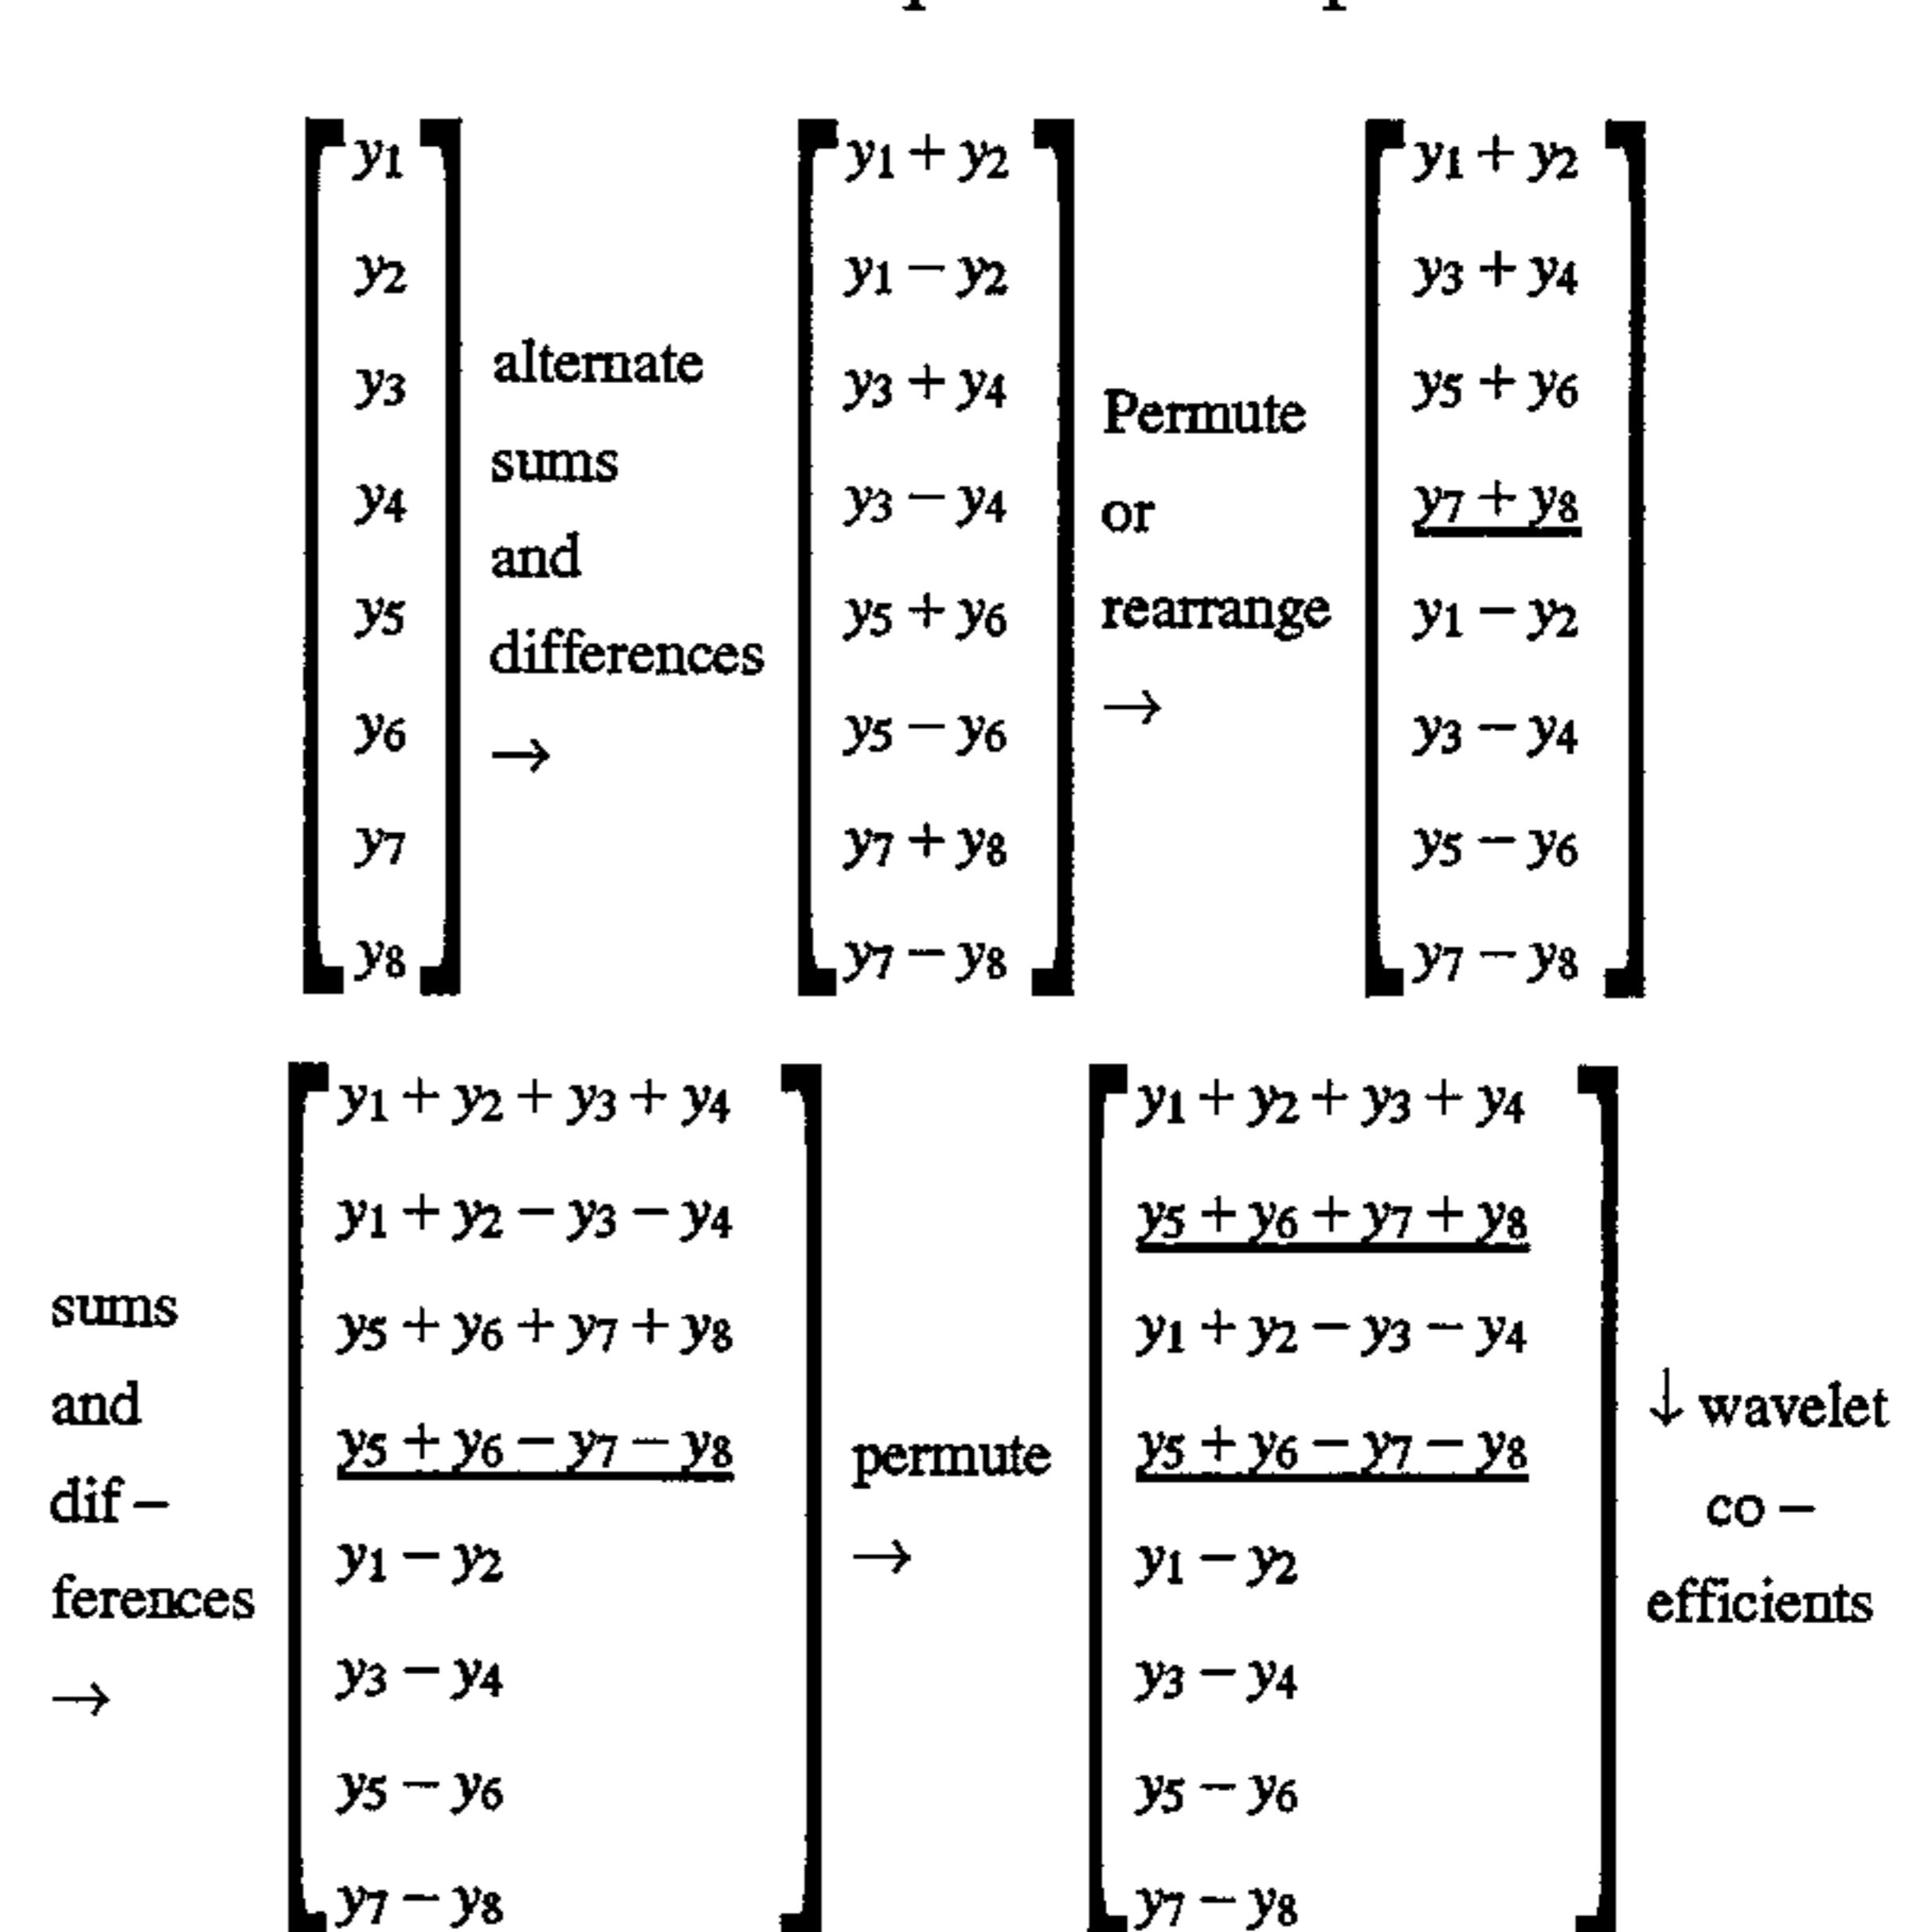 y1 y1 + y2 y1 + y2
y2 y1 − y2 y3 + y4
alternate
y3 y3 + y4 Permute y5 + y6
sums
y4 y3 − y4 or y7 + y8
and
y5 y5 + y6 rearrange y1 − y2
differences
y6 y5 − y6 → y3 − y4
→
y7 y7 + y8 y5 − y6
y8 y7 − y8 y7 − y8
y1 + y2 + y3 + y4 y1 + y2 + y3 + y4
y1 + y2 − y3 − y4 y5 + y6 + y7 + y8
sums y5 + y6 + y7 + y8 y1 + y2 − y3 − y4
and ↓ wavelet
y5 + y6 − y7 − y8 permute y5 + y6 − y7 − y8
dif − co −
y1 − y2 → y1 − y2
ferences efficients
y3 − y4 y3 − y4
→
y5 − y6 y5 − y6
y7 − y8 y7 − y8